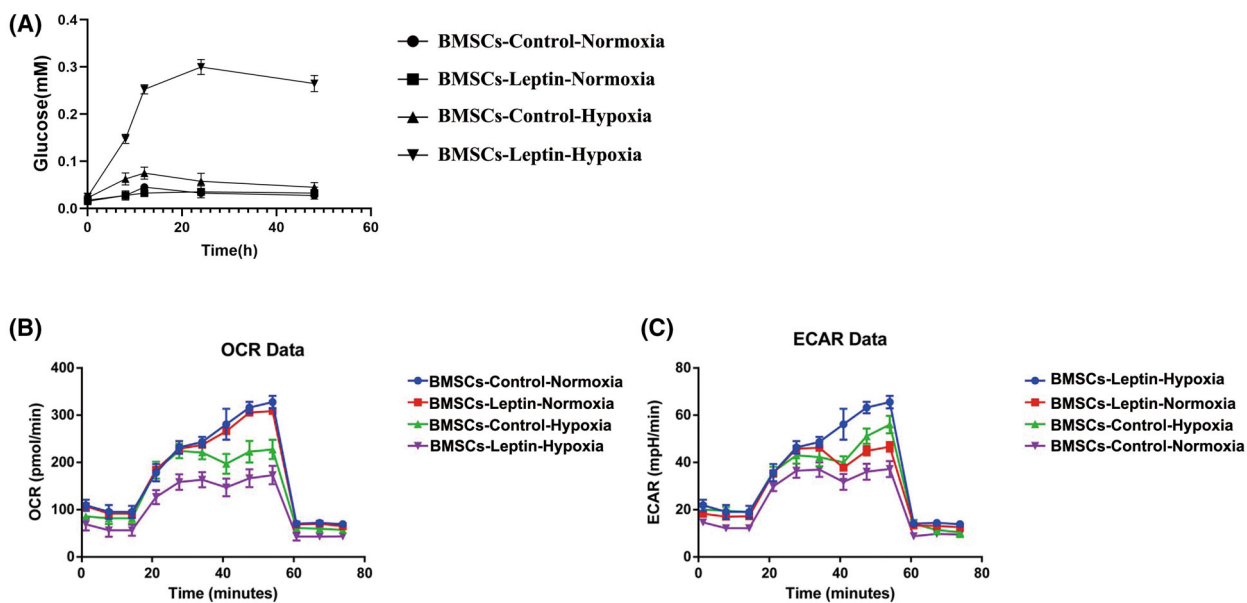 (A)
Glucose(mM)
0.4
0.3
0.2
0.1
0.0
0
20
40
60
Time(h)
BMSCs-Control-Normoxia
BMSCs-Leptin-Normoxia
BMSCs-Control-Hypoxia
BMSCs-Leptin-Hypoxia
(B)
OCR Data
OCR (pmol/min)
400
300
200
100
0
0
20
40
60
80
Time (minutes)
BMSCs-Control-Normoxia
BMSCs-Leptin-Normoxia
BMSCs-Control-Hypoxia
BMSCs-Leptin-Hypoxia
(C)
ECAR Data
ECAR (mpH/min)
80
60
40
20
0
0
20
40
60
80
Time (minutes)
BMSCs-Leptin-Hypoxia
BMSCs-Leptin-Normoxia
BMSCs-Control-Hypoxia
BMSCs-Control-Normoxia